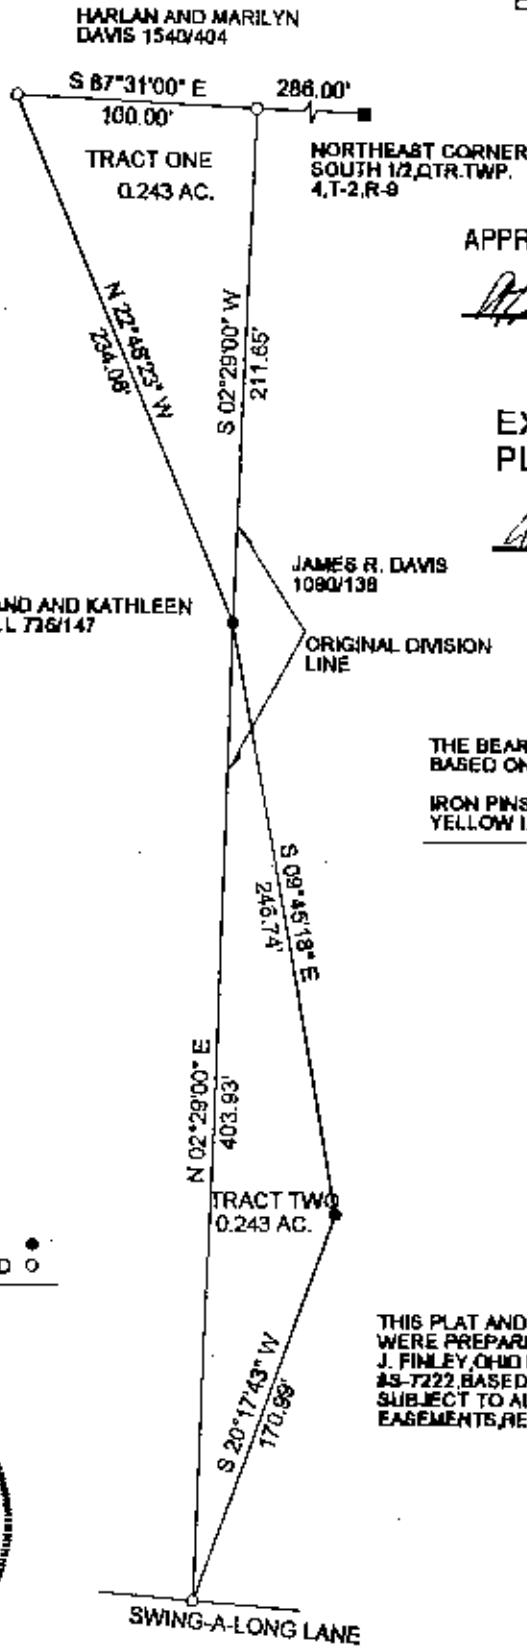 HARLAN AND MARILYN
DAVIS 1540/404
S 87°31'00" E
100.00'
286.00'
TRACT ONE
0.243 AC.
NORTHEAST CORNER
SOUTH 1/2,QTR.TWP.
4,T-2,R-9
APPR
N 22°48'23" W
234.06'
S 02°29'00" W
211.65'
EX
PL
JAMES R. DAVIS
1090/138
AND AND KATHLEEN
LL 736/147
ORIGINAL DIVISION
LINE
THE BEAR
BASED ON
IRON PINS
YELLOW
S 09°45'18" E
246.74'
N 02°29'00" E
403.93'
TRACT TWO
0.243 AC.
D
THIS PLAT AND
WERE PREPAR
J. FINLEY,OHIO
#S-7222,BASED
SUBJECT TO AL
EASEMENTS,RE
S 20°17'43" W
170.99'
SWING-A-LONG LANE